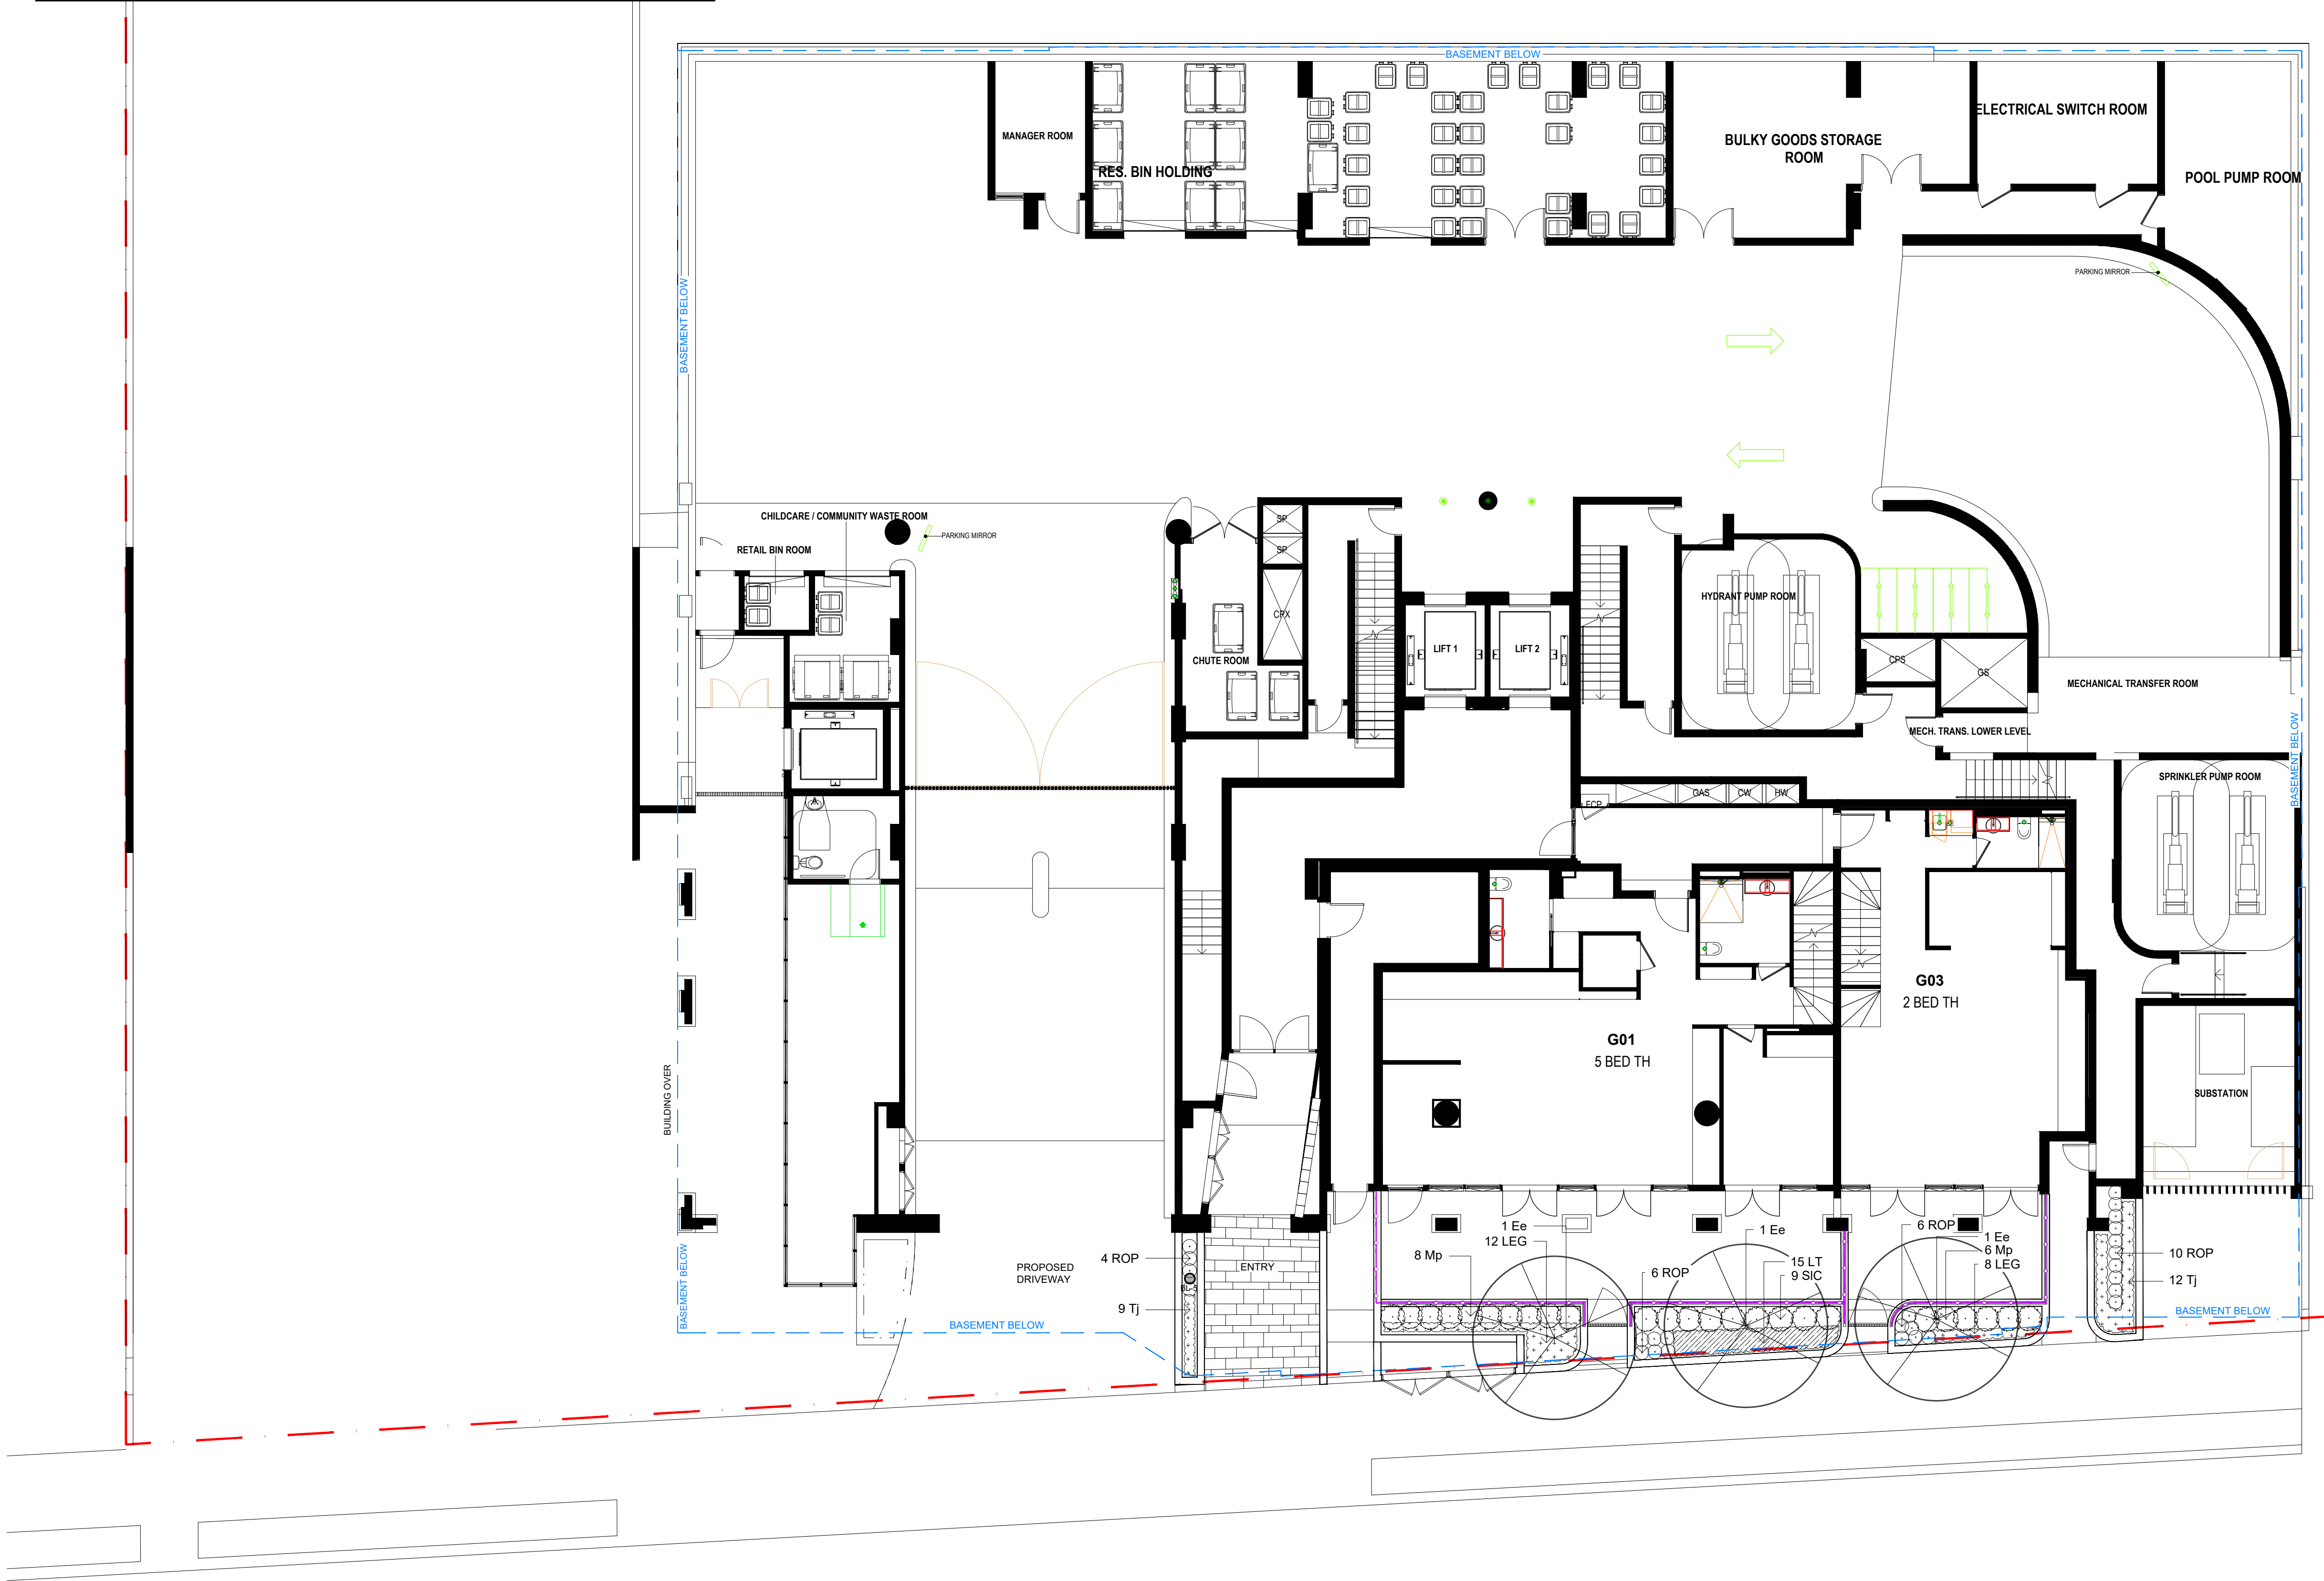 BASEMENT BELOW
MANAGER ROOM
RES. BIN HOLDING
BULKY GOODS STORAGE
ROOM
ELECTRICAL SWITCH ROOM
POOL PUMP ROOM
PARKING MIRROR
BASEMENT BELOW
CHILDCARE / COMMUNITY WASTE ROOM
RETAIL BIN ROOM
PARKING MIRROR
SP
SP
CPX
CHUTE ROOM
LIFT 1
LIFT 2
HYDRANT PUMP ROOM
CPS
GS
MECHANICAL TRANSFER ROOM
MECH. TRANS. LOWER LEVEL
BASEMENT BELOW
SPRINKLER PUMP ROOM
FCP
GAS
CW
HW
G03
2 BED TH
G01
5 BED TH
SUBSTATION
BUILDING OVER
BASEMENT BELOW
PROPOSED
DRIVEWAY
4 ROP
BL-5
9 Tj
ENTRY
BASEMENT BELOW
8 Mp
1 Ee
12 LEG
6 ROP
1 Ee
15 LT
9 SIC
6 ROP
1 Ee
6 Mp
8 LEG
10 ROP
12 Tj
BASEMENT BELOW